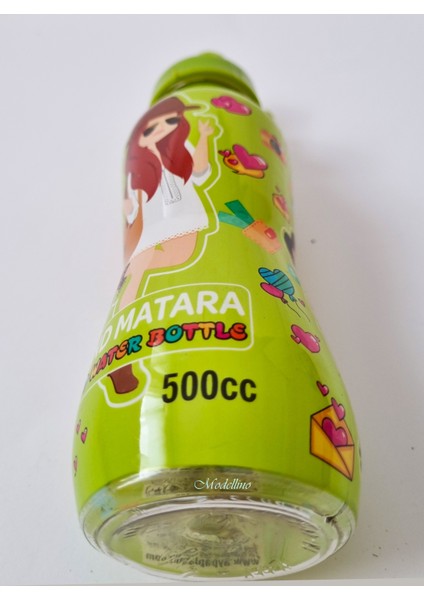 D MATARA
WATER BOTTLE
500cc
Modellino